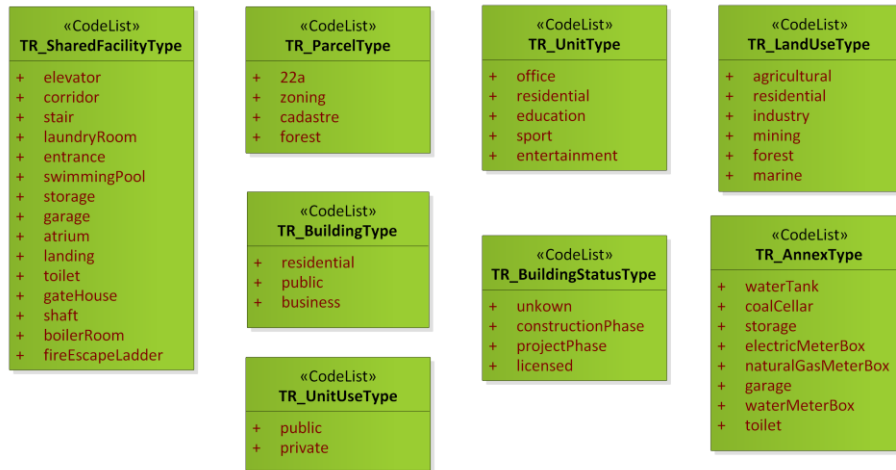 «CodeList»
TR_SharedFacilityType
+ elevator
+ corridor
+ stair
+ laundryRoom
+ entrance
+ swimmingPool
+ storage
+ garage
+ atrium
+ landing
+ toilet
+ gateHouse
+ shaft
+ boilerRoom
+ fireEscapeLadder
«CodeList»
TR_ParcelType
+ 22a
+ zoning
+ cadastre
+ forest
«CodeList»
TR_BuildingType
+ residential
+ public
+ business
«CodeList»
TR_UnitUseType
+ public
+ private
«CodeList»
TR_UnitType
+ office
+ residential
+ education
+ sport
+ entertainment
«CodeList»
TR_BuildingStatusType
+ unkown
+ constructionPhase
+ projectPhase
+ licensed
«CodeList»
TR_LandUseType
+ agricultural
+ residential
+ industry
+ mining
+ forest
+ marine
«CodeList»
TR_AnnexType
+ waterTank
+ coalCellar
+ storage
+ electricMeterBox
+ naturalGasMeterBox
+ garage
+ waterMeterBox
+ toilet